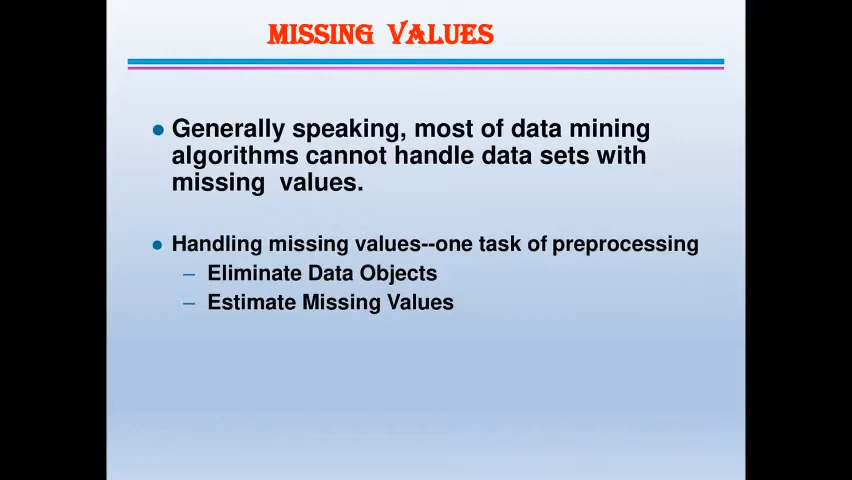 MISSING VALUES
● Generally speaking, most of data mining
algorithms cannot handle data sets with
missing values.
● Handling missing values--one task of preprocessing
– Eliminate Data Objects
– Estimate Missing Values